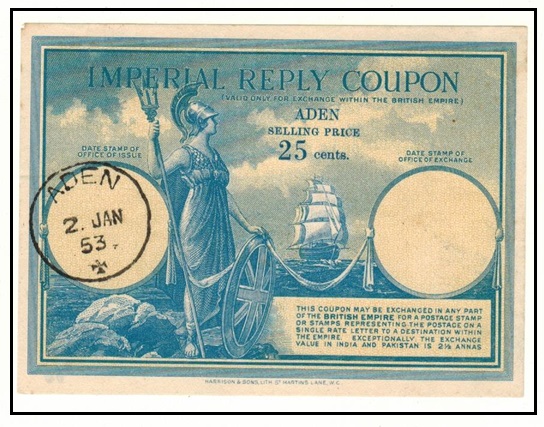 IMPERIAL REPLY COUPON
(VALID ONLY FOR EXCHANGE WITHIN THE BRITISH EMPIRE)
ADEN
SELLING PRICE
25 cents.
DATE STAMP OF
OFFICE OF ISSUE
DATE STAMP OF
OFFICE OF EXCHANGE
ADEN
2. JAN
53.
THIS COUPON MAY BE EXCHANGED IN ANY PART
OF THE BRITISH EMPIRE FOR A POSTAGE STAMP
OR STAMPS REPRESENTING THE POSTAGE ON A
SINGLE RATE LETTER TO A DESTINATION WITHIN
THE EMPIRE. EXCEPTIONALLY. THE EXCHANGE
VALUE IN INDIA AND PAKISTAN IS 2½ ANNAS
HARRISON & SONS, LITH. ST MARTINS LANE, W.C.